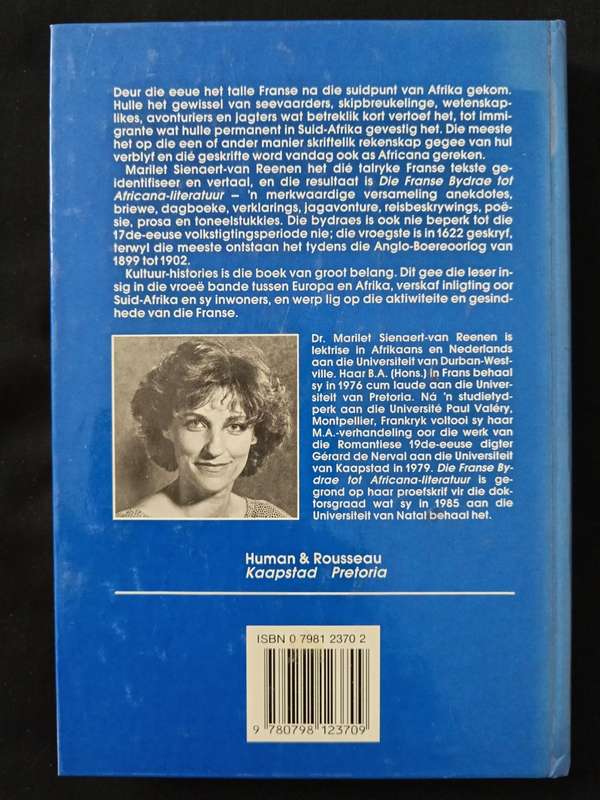 Deur die eeue het talle Franse na die suidpunt van Afrika gekom.
Hulle het gewissel van seevaarders, skipbreukelinge, wetenskap-
likes, avonturiers en jagters wat betreklik kort vertoef het, tot immi-
grante wat hulle permanent in Suid-Afrika gevestig het. Die meeste
het op die een of ander manier skriftelik rekenskap gegee van hul
verblyf en dié geskrifte word vandag ook as Africana gereken.
Marilet Sienaert-van Reenen het dié talryke Franse tekste ge-
identifiseer en vertaal, en die resultaat is Die Franse Bydrae tot
Africana-literatuur – 'n merkwaardige versameling anekdotes,
briewe, dagboeke, verklarings, jagavonture, reisbeskrywings, poë-
sie, prosa en toneelstukkies. Die bydraes is ook nie beperk tot die
17de-eeuse volkstigtingsperiode nie; die vroegste is in 1622 geskryf,
terwyl die meeste ontstaan het tydens die Anglo-Boereoorlog van
1899 tot 1902.
Kultuur-histories is die boek van groot belang. Dit gee die leser in-
sig in die vroeë bande tussen Europa en Afrika, verskaf inligting oor
Suid-Afrika en sy inwoners, en werp lig op die aktiwiteite en gesind-
hede van die Franse.
Dr. Marilet Sienaert-van Reenen is
lektrise in Afrikaans en Nederlands
aan die Universiteit van Durban-West-
ville. Haar B.A. (Hons.) in Frans behaal
sy in 1976 cum laude aan die Univer-
siteit van Pretoria. Ná 'n studietyd-
perk aan die Université Paul Valéry,
Montpellier, Frankryk voltooi sy haar
M.A.-verhandeling oor die werk van
die Romantiese 19de-eeuse digter
Gérard de Nerval aan die Universiteit
van Kaapstad in 1979. Die Franse By-
drae tot Africana-literatuur is ge-
grond op haar proefskrif vir die dok-
torsgraad wat sy in 1985 aan die
Universiteit van Natal behaal het.
Human & Rousseau
Kaapstad Pretoria
ISBN 0 7981 2370 2
9 780798 123709